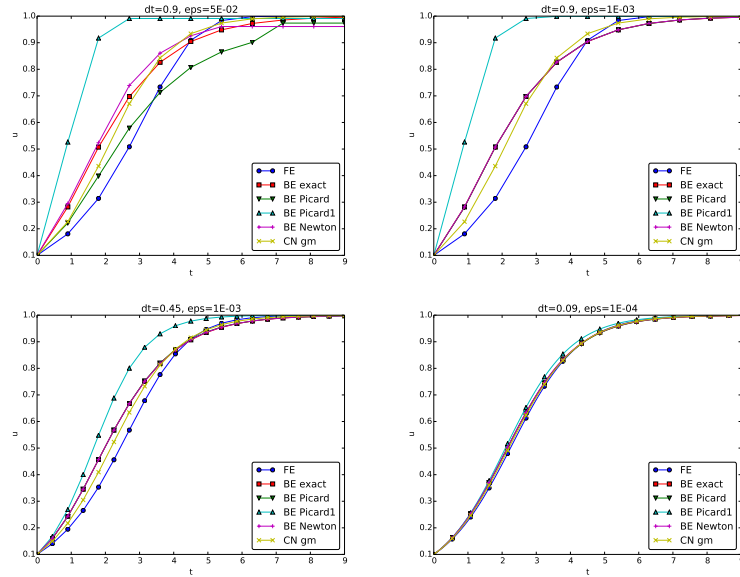 dt=0.9, eps=5E-02
1.0
0.9
0.8
0.7
0.6
0.5
0.4
0.3
0.2
0.1
u
0 1 2 3 4 5 6 7 8 9
t
FE
BE exact
BE Picard
BE Picard1
BE Newton
CN gm
dt=0.9, eps=1E-03
1.0
0.9
0.8
0.7
0.6
0.5
0.4
0.3
0.2
0.1
u
0 1 2 3 4 5 6 7 8
t
FE
BE exact
BE Picard
BE Picard1
BE Newton
CN gm
dt=0.45, eps=1E-03
1.0
0.9
0.8
0.7
0.6
0.5
0.4
0.3
0.2
0.1
u
0 1 2 3 4 5 6 7 8 9
t
FE
BE exact
BE Picard
BE Picard1
BE Newton
CN gm
dt=0.09, eps=1E-04
1.0
0.9
0.8
0.7
0.6
0.5
0.4
0.3
0.2
0.1
u
0 1 2 3 4 5 6 7 8
t
FE
BE exact
BE Picard
BE Picard1
BE Newton
CN gm